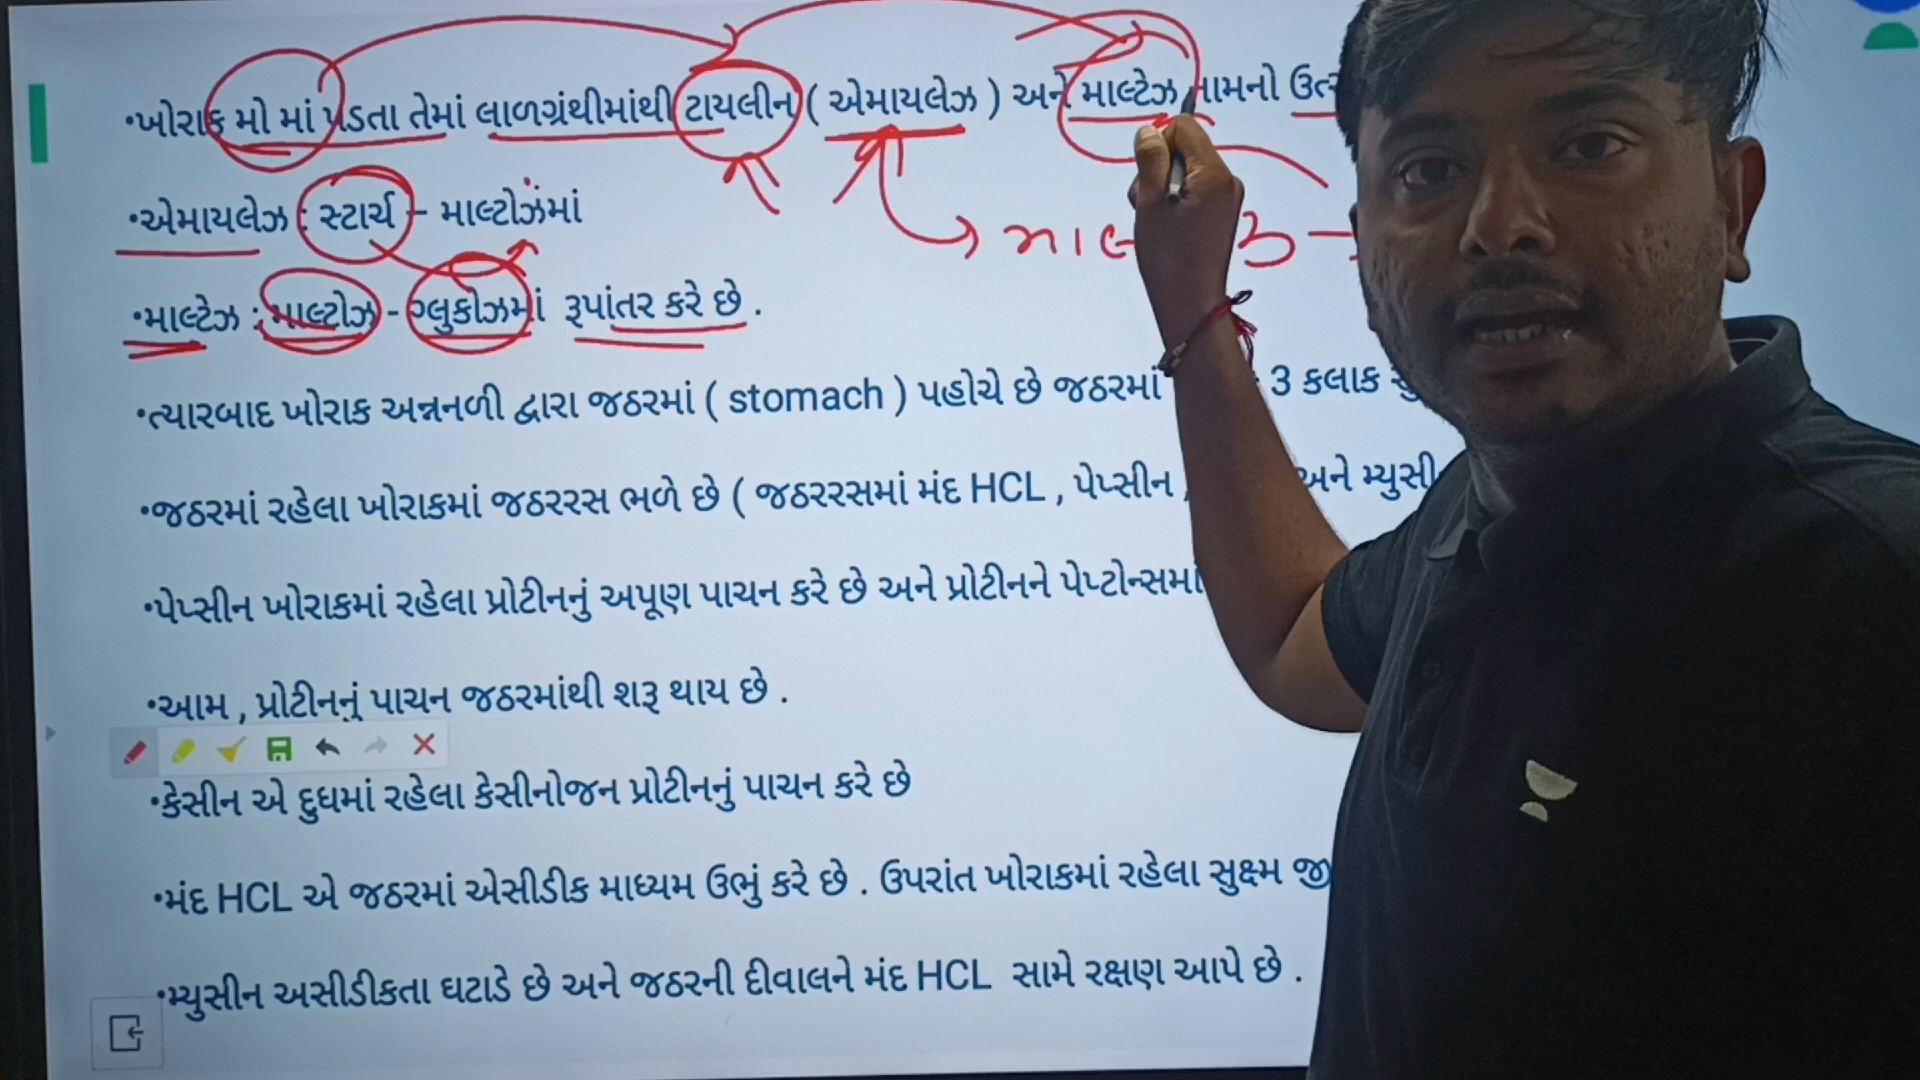 •ખોરાક મો માં પડતા તેમાં લાળગ્રંથીમાંથી ટાયલીન ( એમાયલેઝ ) અને માલ્ટેઝ નામનો
•એમાયલેઝ : સ્ટાર્ચ – માલ્ટોઝંમાં
•માલ્ટેઝ : માલ્ટોઝ - ગ્લુકોઝમાં રૂપાંતર કરે છે .
•ત્યારબાદ ખોરાક અન્નનળી દ્વારા જઠરમાં ( stomach ) પહોચે છે જઠરમાં 3 કલાક
•જઠરમાં રહેલા ખોરાકમાં જઠરરસ ભળે છે ( જઠરરસમાં મંદ HCL , પેપ્સીન , અને
•પેપ્સીન ખોરાકમાં રહેલા પ્રોટીનનું અપૂણ પાચન કરે છે અને પ્રોટીનને પેપ્ટોન્સમાં
•આમ , પ્રોટીનનું પાચન જઠરમાંથી શરૂ થાય છે .
•કેસીન એ દુધમાં રહેલા કેસીનોજન પ્રોટીનનું પાચન કરે છે
•મંદ HCL એ જઠરમાં એસીડીક માધ્યમ ઉભું કરે છે . ઉપરાંત ખોરાકમાં રહેલા સુક્ષ્મ
•મ્યુસીન અસીડીકતા ઘટાડે છે અને જઠરની દીવાલને મંદ HCL સામે રક્ષણ આપે છે .